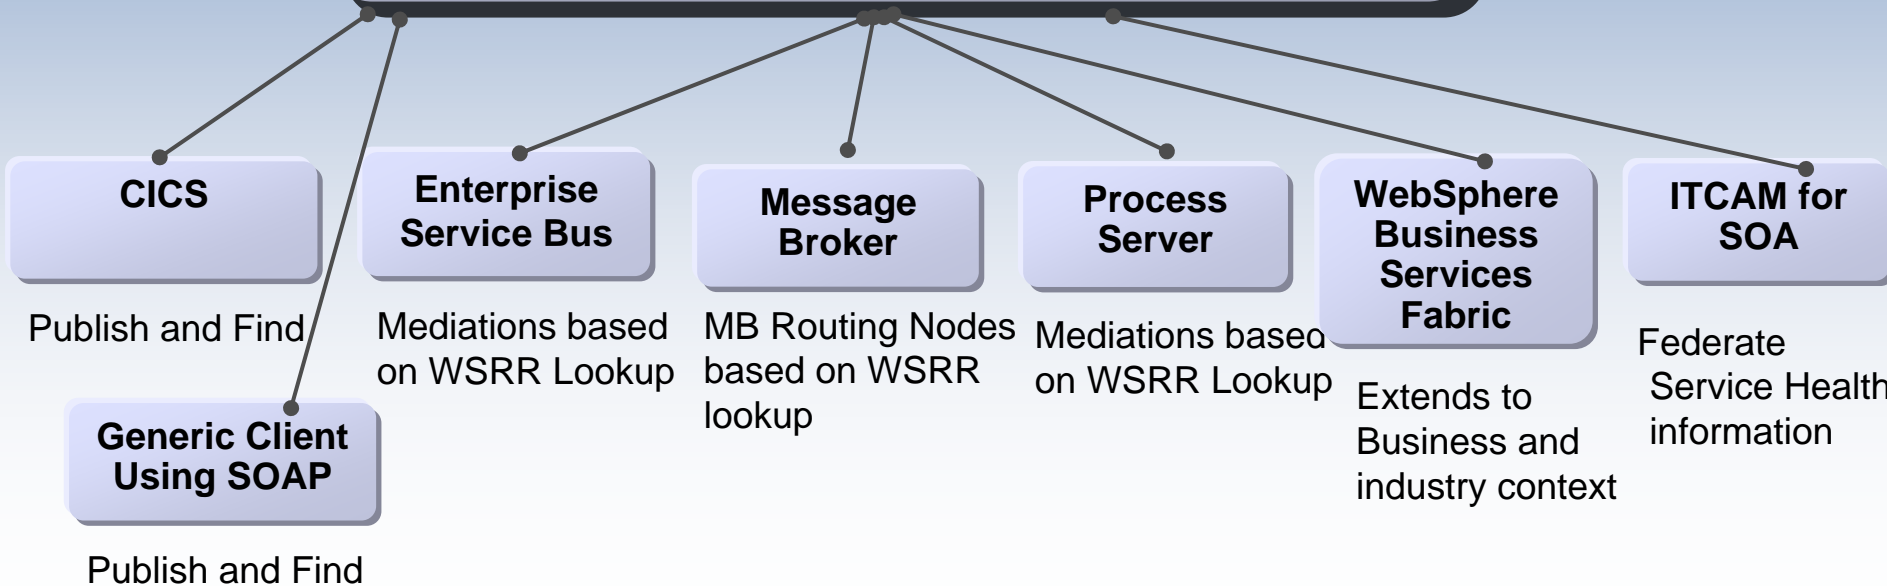 CICS
Publish and Find
Generic Client
Using SOAP
Publish and Find
Enterprise
Service Bus
Mediations based
on WSRR Lookup
Message
Broker
MB Routing Nodes
based on WSRR
lookup
Process
Server
Mediations based
on WSRR Lookup
WebSphere
Business
Services
Fabric
Extends to
Business and
industry context
ITCAM for
SOA
Federate
Service Health
information